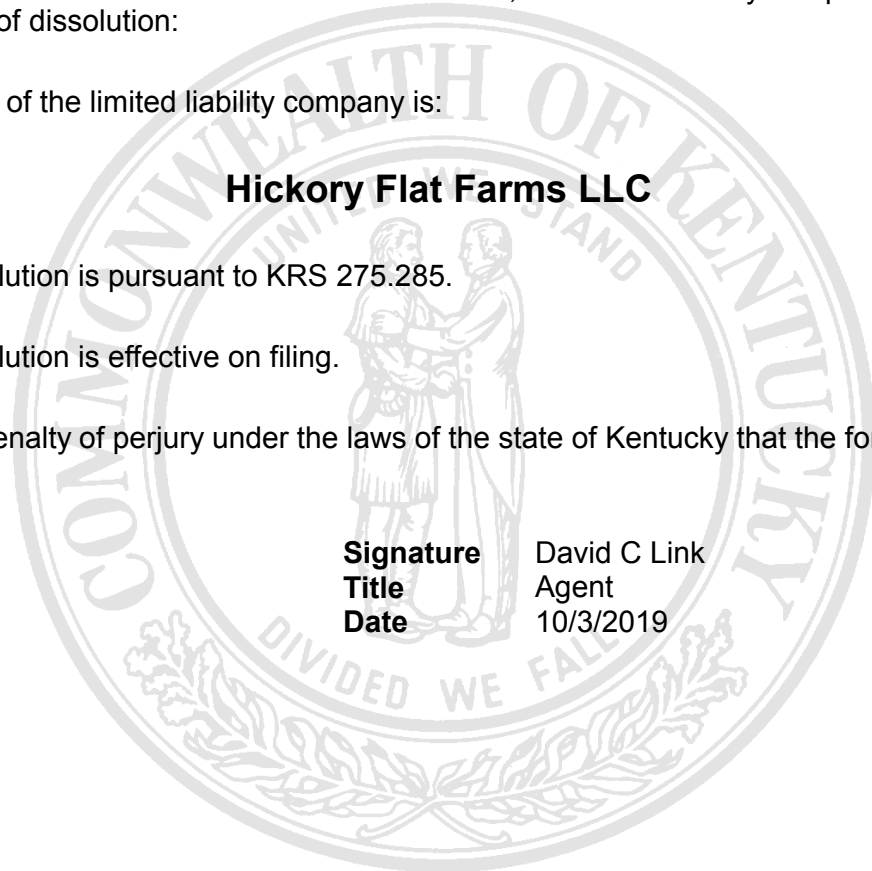 of dissolution:
of the limited liability company is:
Hickory Flat Farms LLC
lution is pursuant to KRS 275.285.
lution is effective on filing.
enalty of perjury under the laws of the state of Kentucky that the for
Signature David C Link
Title Agent
Date 10/3/2019
COMMONWEALTH OF KENTUCKY
UNITED WE STAND
DIVIDED WE FALL